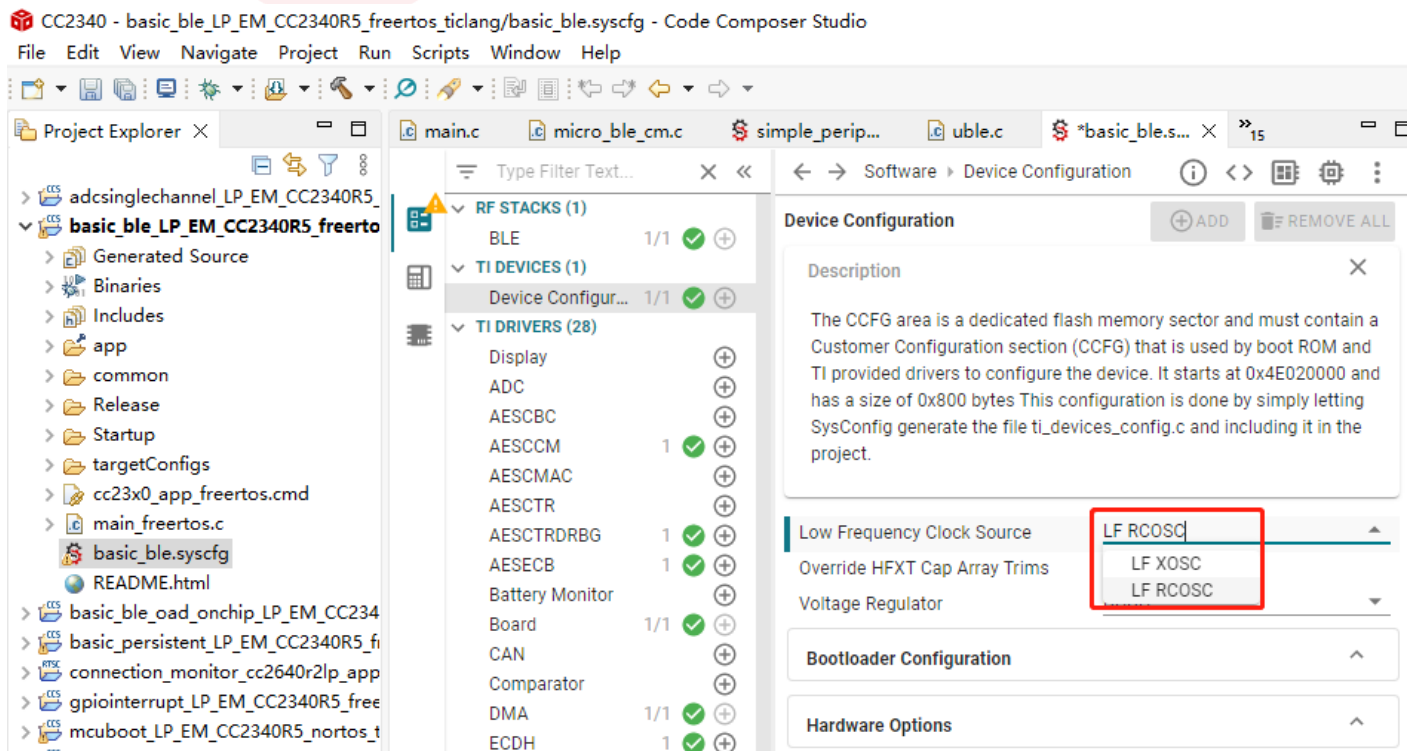 CC2340 - basic_ble_LP_EM_CC2340R5_freertos_ticlang/basic_ble.syscfg - Code Composer Studio
File Edit View Navigate Project Run Scripts Window Help
Project Explorer
main.c
micro_ble_cm.c
simple_perip...
uble.c
*basic_ble.s...
»15
adcsinglechannel_LP_EM_CC2340R5_
basic_ble_LP_EM_CC2340R5_freerto
Generated Source
Binaries
Includes
app
common
Release
Startup
targetConfigs
cc23x0_app_freertos.cmd
main_freertos.c
basic_ble.syscfg
README.html
basic_ble_oad_onchip_LP_EM_CC234
basic_persistent_LP_EM_CC2340R5_f
connection_monitor_cc2640r2lp_app
gpiointerrupt_LP_EM_CC2340R5_free
mcuboot_LP_EM_CC2340R5_nortos_t
Type Filter Text...
RF STACKS (1)
BLE 1/1
TI DEVICES (1)
Device Configur... 1/1
TI DRIVERS (28)
Display
ADC
AESCBC
AESCCM 1
AESCMAC
AESCTR
AESCTRDRBG 1
AESECB 1
Battery Monitor
Board 1/1
CAN
Comparator
DMA 1/1
ECDH 1
Software Device Configuration
Device Configuration
ADD
REMOVE ALL
Description
The CCFG area is a dedicated flash memory sector and must contain a
Customer Configuration section (CCFG) that is used by boot ROM and
TI provided drivers to configure the device. It starts at 0x4E020000 and
has a size of 0x800 bytes This configuration is done by simply letting
SysConfig generate the file ti_devices_config.c and including it in the
project.
Low Frequency Clock Source LF RCOSC
LF XOSC
LF RCOSC
Override HFXT Cap Array Trims
Voltage Regulator
Bootloader Configuration
Hardware Options